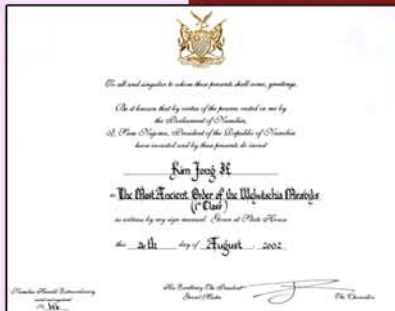 To all and singular to whom these presents shall come, greetings,
Be it known that by virtue of the powers vested in me by
the Parliament of Namibia,
I, Sam Nujoma, President of the Republic of Namibia
have invested and by these presents do invest
Kim Jong Il
as The Most Ancient Order of the Welwitschia Mirabilis
(1st Class)
as witness by my sign manual. Given at State House
this day of August 2002
Namibia Herald Extraordinary
His Excellency The President
Grand Master
The Chancellor